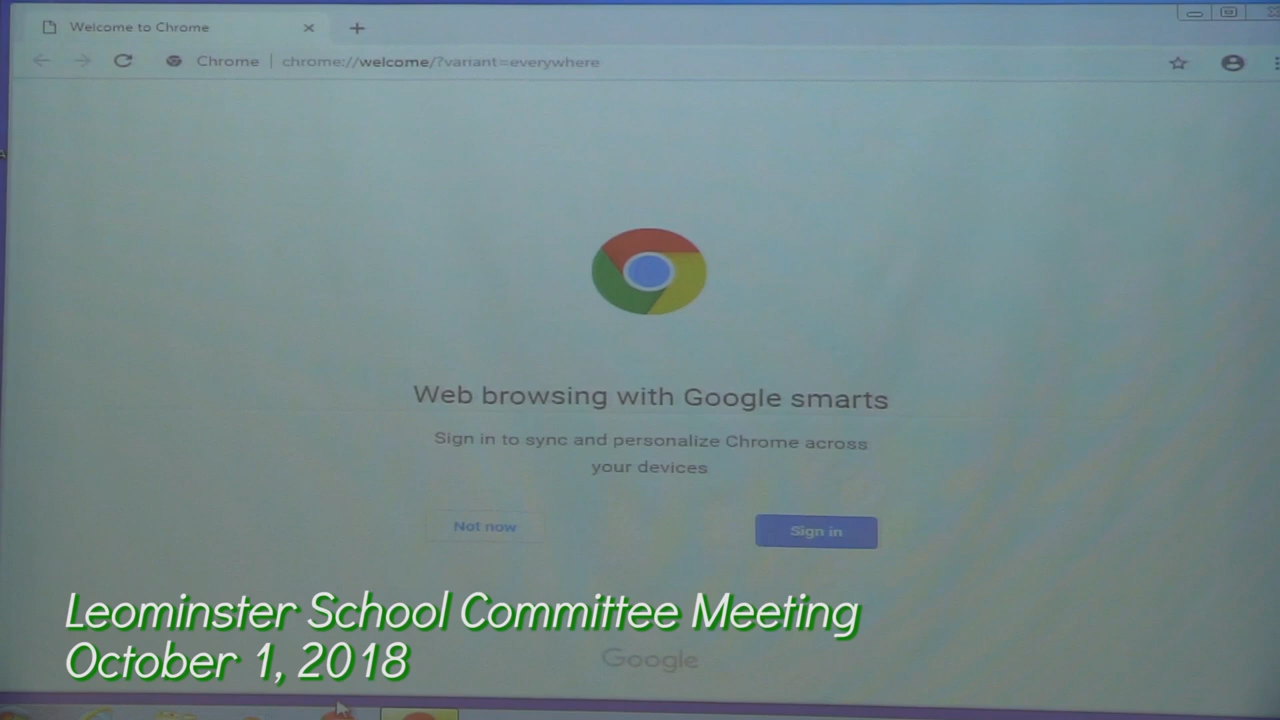 Welcome to Chrome
Chrome | chrome://welcome/?variant=everywhere
Web browsing with Google smarts
Sign in to sync and personalize Chrome across
your devices
Not now
Sign in
Leominster School Committee Meeting
October 1, 2018
Google